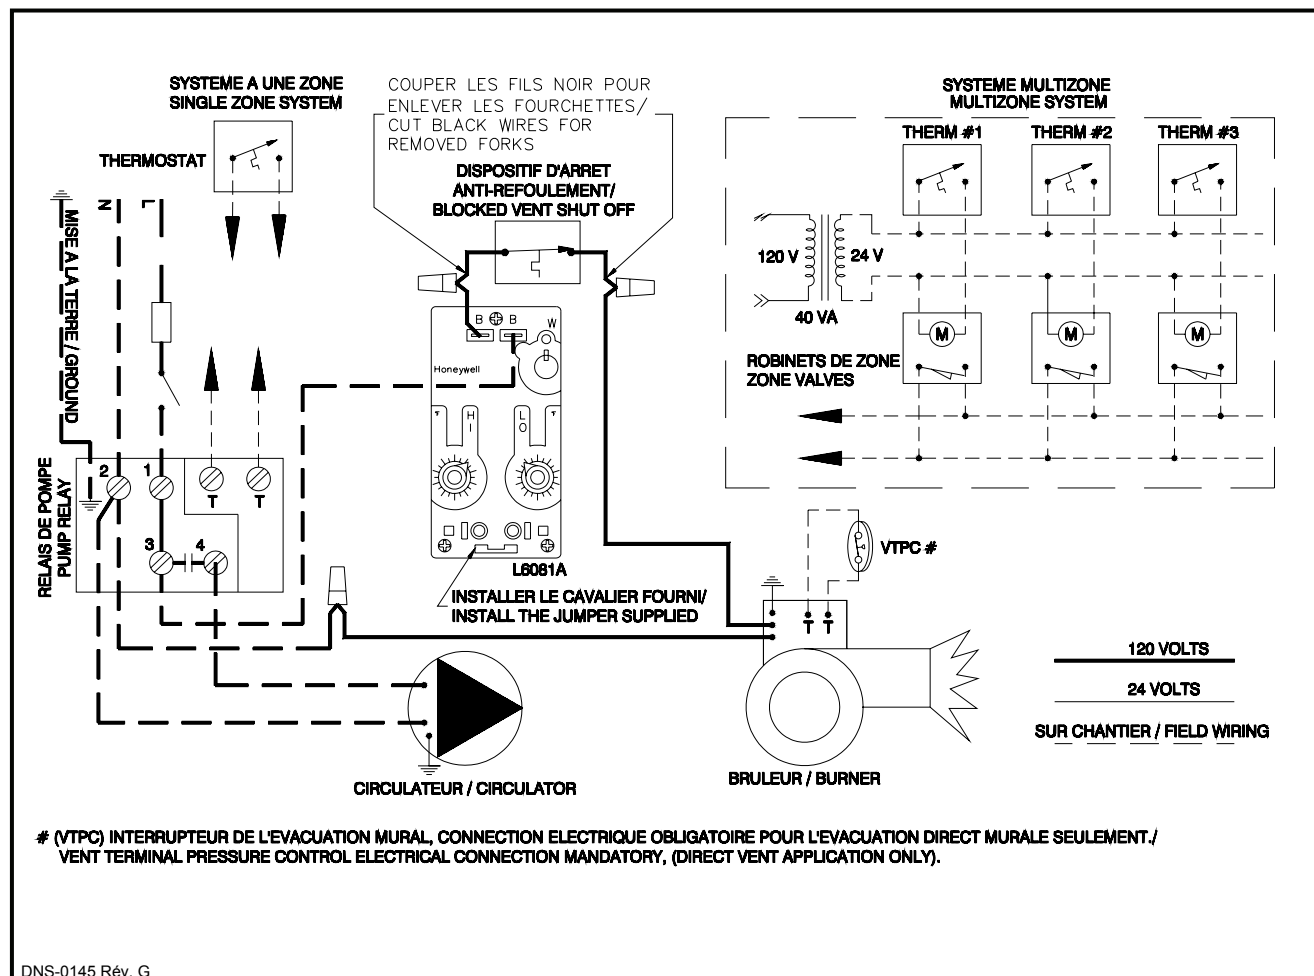 SYSTEME A UNE ZONE
SINGLE ZONE SYSTEM
COUPER LES FILS NOIR POUR
ENLEVER LES FOURCHETTES/
CUT BLACK WIRES FOR
REMOVED FORKS
SYSTEME MULTIZONE
MULTIZONE SYSTEM
THERMOSTAT
DISPOSITIF D'ARRET
ANTI-REFOULEMENT/
BLOCKED VENT SHUT OFF
THERM #1
THERM #2
THERM #3
N
L
MISE A LA TERRE / GROUND
120 V
24 V
40 VA
B
B
W
Honeywell
M
M
M
ROBINETS DE ZONE
ZONE VALVES
HI
LO
2
1
T
T
3
4
RELAIS DE POMPE
PUMP RELAY
L6081A
INSTALLER LE CAVALIER FOURNI/
INSTALL THE JUMPER SUPPLIED
VTPC #
T
T
120 VOLTS
24 VOLTS
SUR CHANTIER / FIELD WIRING
CIRCULATEUR / CIRCULATOR
BRULEUR / BURNER
# (VTPC) INTERRUPTEUR DE L'EVACUATION MURAL, CONNECTION ELECTRIQUE OBLIGATOIRE POUR L'EVACUATION DIRECT MURALE SEULEMENT./
VENT TERMINAL PRESSURE CONTROL ELECTRICAL CONNECTION MANDATORY, (DIRECT VENT APPLICATION ONLY).
DNS-0145 Rév. G